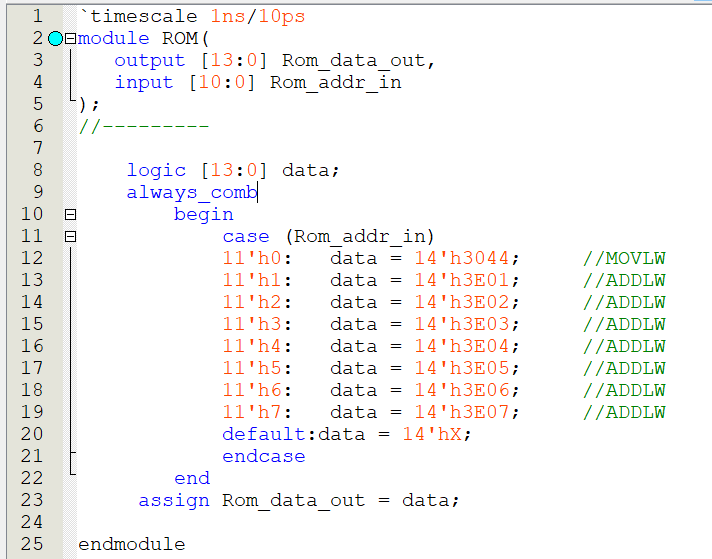 1 `timescale 1ns/10ps
2 module ROM(
3 output [13:0] Rom_data_out,
4 input [10:0] Rom_addr_in
5 );
6 //---------
7
8 logic [13:0] data;
9 always_comb
10 begin
11 case (Rom_addr_in)
12 11'h0: data = 14'h3044; //MOVLW
13 11'h1: data = 14'h3E01; //ADDLW
14 11'h2: data = 14'h3E02; //ADDLW
15 11'h3: data = 14'h3E03; //ADDLW
16 11'h4: data = 14'h3E04; //ADDLW
17 11'h5: data = 14'h3E05; //ADDLW
18 11'h6: data = 14'h3E06; //ADDLW
19 11'h7: data = 14'h3E07; //ADDLW
20 default:data = 14'hX;
21 endcase
22 end
23 assign Rom_data_out = data;
24
25 endmodule